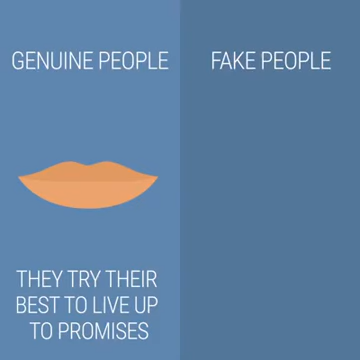 GENUINE PEOPLE
FAKE PEOPLE
THEY TRY THEIR
BEST TO LIVE UP
TO PROMISES